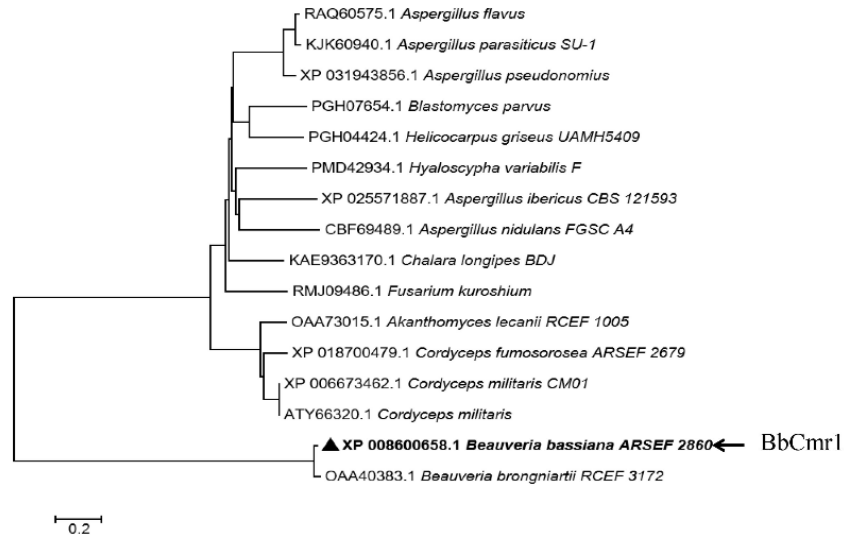 RAQ60575.1 Aspergillus flavus
KJK60940.1 Aspergillus parasiticus SU-1
XP 031943856.1 Aspergillus pseudonomius
PGH07654.1 Blastomyces parvus
PGH04424.1 Helicocarpus griseus UAMH5409
PMD42934.1 Hyaloscypha variabilis F
XP 025571887.1 Aspergillus ibericus CBS 121593
CBF69489.1 Aspergillus nidulans FGSC A4
KAE9363170.1 Chalara longipes BDJ
RMJ09486.1 Fusarium kuroshium
OAA73015.1 Akanthomyces lecanii RCEF 1005
XP 018700479.1 Cordyceps fumosorosea ARSEF 2679
XP 006673462.1 Cordyceps militaris CM01
ATY66320.1 Cordyceps militaris
XP 008600658.1 Beauveria bassiana ARSEF 2860 BbCmr1
OAA40383.1 Beauveria brongniartii RCEF 3172
0.2